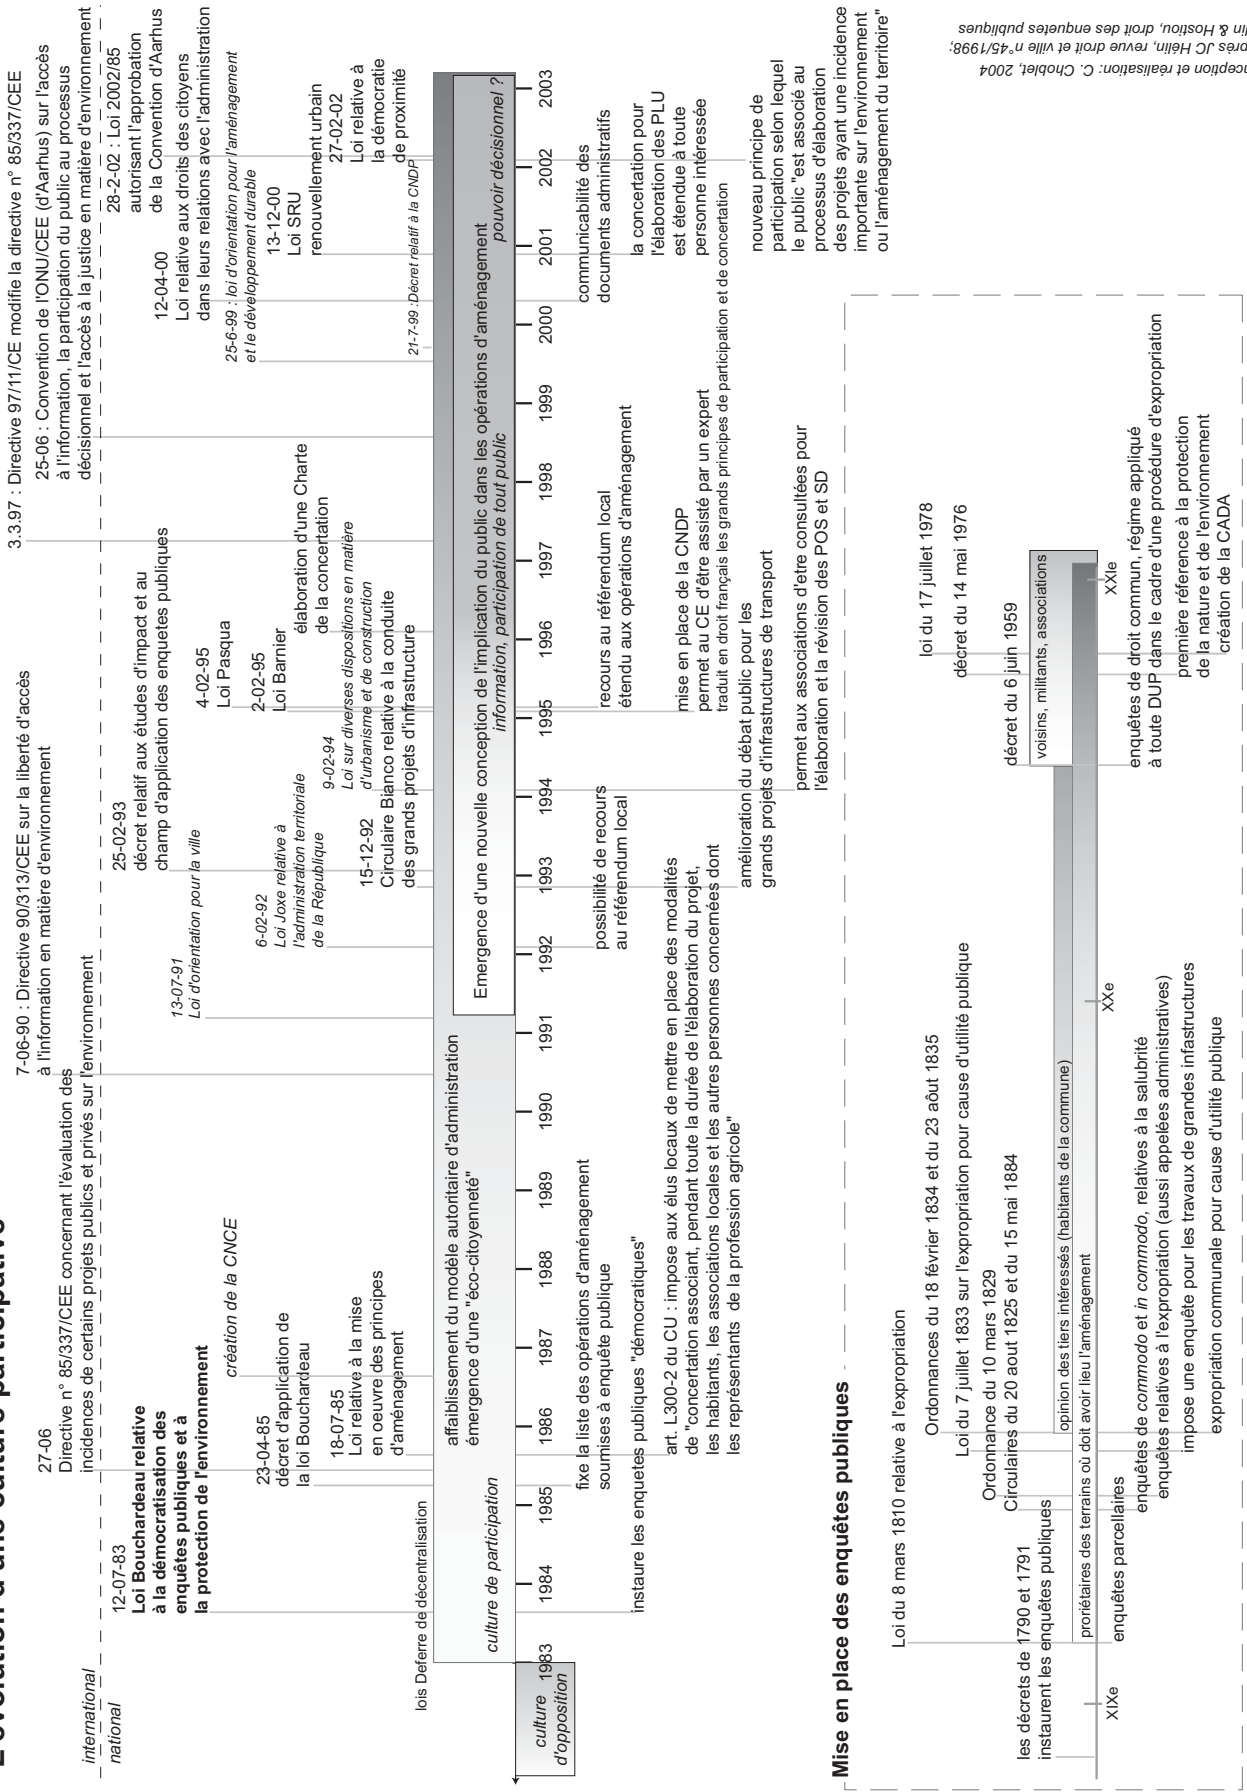 L'évolution d'une culture participative
international
national
27-06
Directive n° 85/337/CEE concernant l'évaluation des
incidences de certains projets publics et privés sur l'environnement
7-06-90 : Directive 90/313/CEE sur la liberté d'accès
à l'information en matière d'environnement
3.3.97 : Directive 97/11/CE modifie la directive n° 85/337/CEE
25-06 : Convention de l'ONU/CEE (d'Aarhus) sur l'accès
à l'information, la participation du public au processus
décisionnel et l'accès à la justice en matière d'environnement
12-07-83
Loi Bouchardeau relative
à la démocratisation des
enquêtes publiques et à
la protection de l'environnement
création de la CNCE
23-04-85
décret d'application de
la loi Bouchardeau
18-07-85
Loi relative à la mise
en oeuvre des principes
d'aménagement
13-07-91
Loi d'orientation pour la ville
25-02-93
décret relatif aux études d'impact et au
champ d'application des enquetes publiques
6-02-92
Loi Joxe relative à
l'administration territoriale
de la République
15-12-92
Circulaire Bianco relative à la conduite
des grands projets d'infrastructure
9-02-94
Loi sur diverses dispositions en matière
d'urbanisme et de construction
4-02-95
Loi Pasqua
2-02-95
Loi Barnier
élaboration d'une Charte
de la concertation
28-2-02 : Loi 2002/85
autorisant l'approbation
de la Convention d'Aarhus
12-04-00
Loi relative aux droits des citoyens
dans leurs relations avec l'administration
25-6-99 : loi d'orientation pour l'aménagement
et le développement durable
13-12-00
Loi SRU
renouvellement urbain
27-02-02
Loi relative à
la démocratie
de proximité
21-7-99 :Décret relatif à la CNDP
lois Deferre de décentralisation
culture
d'opposition
culture de participation
affaiblissement du modèle autoritaire d'administration
émergence d'une "éco-citoyenneté"
Emergence d'une nouvelle conception de l'implication du public dans les opérations d'aménagement
information, participation de tout public
pouvoir décisionnel ?
1983 1984 1985 1986 1987 1988 1989 1990 1991 1992 1993 1994 1995 1996 1997 1998 1999 2000 2001 2002 2003
fixe la liste des opérations d'aménagement
soumises à enquête publique
instaure les enquetes publiques "démocratiques"
art. L300-2 du CU : impose aux élus locaux de mettre en place des modalités
de "concertation associant, pendant toute la durée de l'élaboration du projet,
les habitants, les associations locales et les autres personnes concernées dont
les représentants de la profession agricole"
possibilité de recours
au référendum local
amélioration du débat public pour les
grands projets d'infrastructures de transport
permet aux associations d'etre consultées pour
l'élaboration et la révision des POS et SD
recours au référendum local
étendu aux opérations d'aménagement
mise en place de la CNDP
permet au CE d'être assisté par un expert
traduit en droit français les grands principes de participation et de concertation
communicabilité des
documents administratifs
la concertation pour
l'élaboration des PLU
est étendue à toute
personne intéressée
nouveau principe de
participation selon lequel
le public "est associé au
processus d'élaboration
des projets ayant une incidence
importante sur l'environnement
ou l'aménagement du territoire"
Mise en place des enquêtes publiques
Loi du 8 mars 1810 relative à l'expropriation
Ordonnances du 18 février 1834 et du 23 aôut 1835
Loi du 7 juillet 1833 sur l'expropriation pour cause d'utilité publique
Ordonnance du 10 mars 1829
Circulaires du 20 aout 1825 et du 15 mai 1884
les décrets de 1790 et 1791
instaurent les enquêtes publiques
loi du 17 juillet 1978
décret du 14 mai 1976
décret du 6 juin 1959
voisins, militants, associations
opinion des tiers intéressés (habitants de la commune)
proriétaires des terrains où doit avoir lieu l'aménagement
XIXe
XXe
XXIe
enquêtes parcellaires
enquêtes de commodo et in commodo, relatives à la salubrité
enquêtes relatives à l'expropriation (aussi appelées administratives)
impose une enquête pour les travaux de grandes infastructures
expropriation communale pour cause d'utilité publique
enquêtes de droit commun, régime appliqué
à toute DUP dans le cadre d'une procédure d'expropriation
première référence à la protection
de la nature et de l'environnement
création de la CADA
nception et réalisation: C. Choblet, 2004
près JC Hélin, revue droit et ville n°45/1998;
lin & Hostiou, droit des enquetes publiques